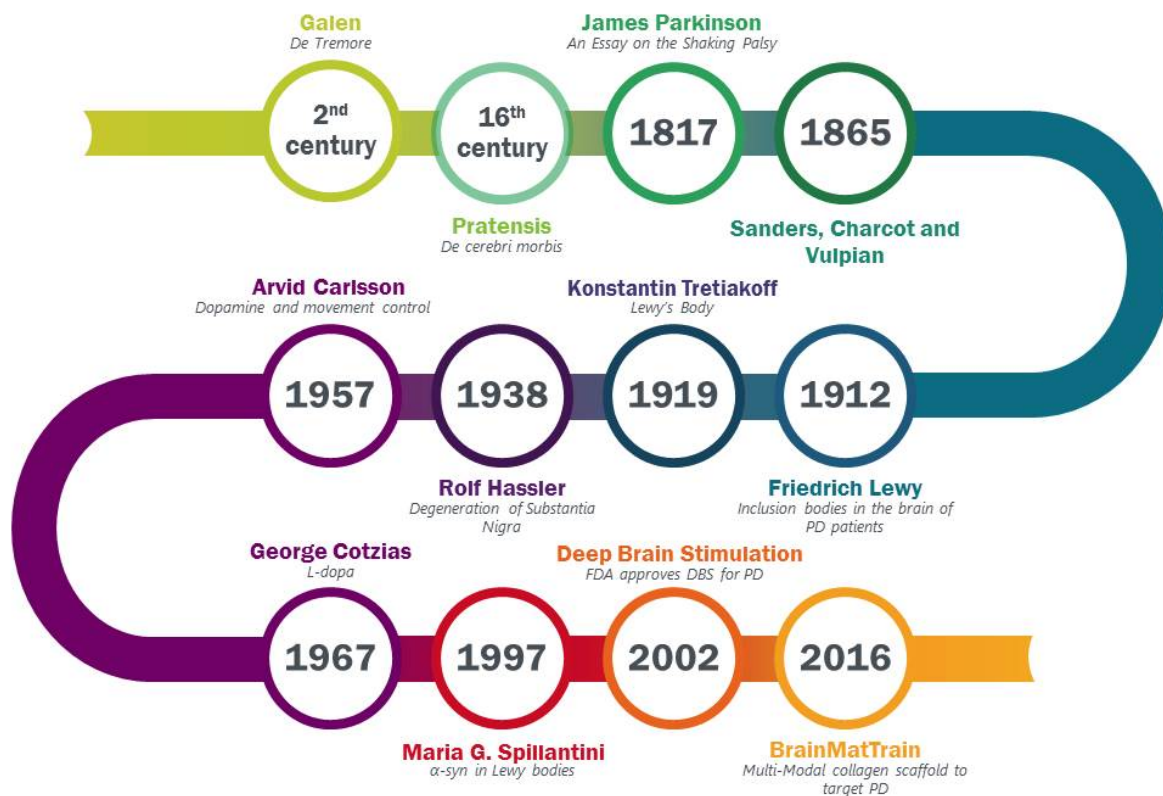 Galen
De Tremore
2nd
century
16th
century
Pratensis
De cerebri morbis
James Parkinson
An Essay on the Shaking Palsy
1817
1865
Sanders, Charcot and
Vulpian
Friedrich Lewy
Inclusion bodies in the brain of
PD patients
1912
Konstantin Tretiakoff
Lewy's Body
1919
1938
Rolf Hassler
Degeneration of Substantia
Nigra
Arvid Carlsson
Dopamine and movement control
1957
George Cotzias
L-dopa
1967
1997
Maria G. Spillantini
α-syn in Lewy bodies
Deep Brain Stimulation
FDA approves DBS for PD
2002
2016
BrainMatTrain
Multi-Modal collagen scaffold to
target PD